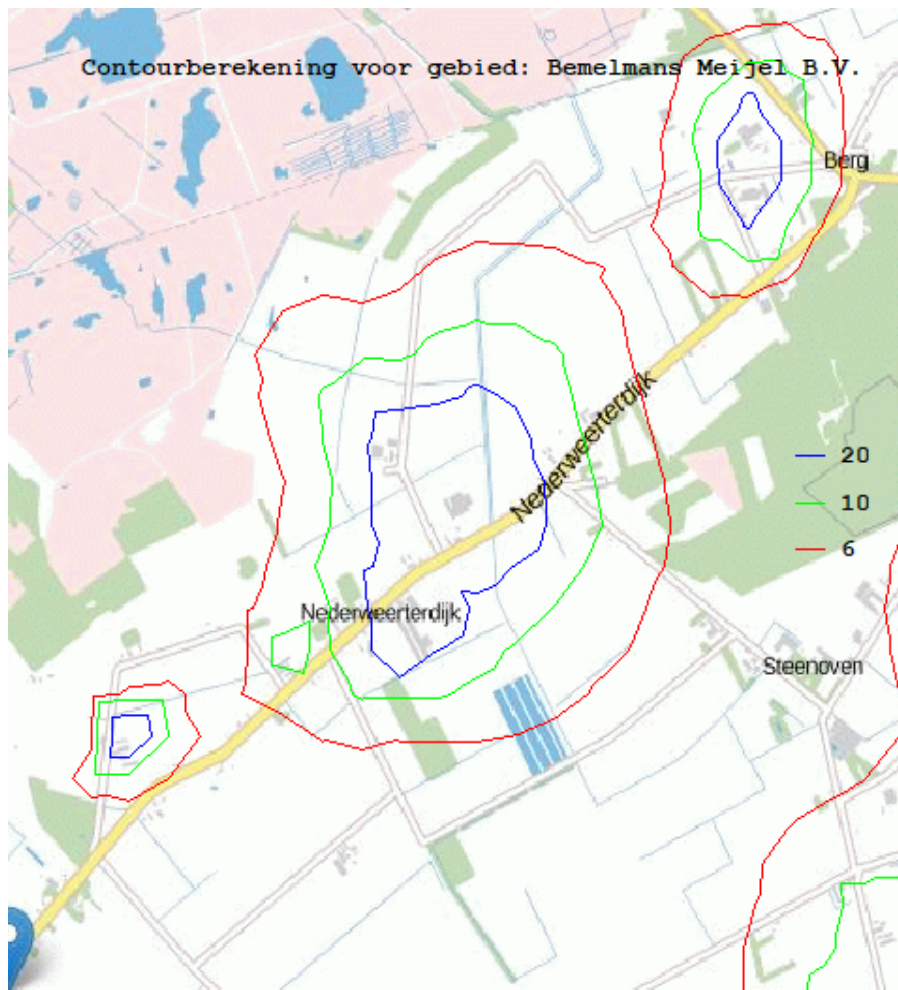 Contourberekening voor gebied: Bemelmans Meijel B.V.
Berg
Nederweerterdijk
20
10
6
Nederweerterdijk
Steenoven